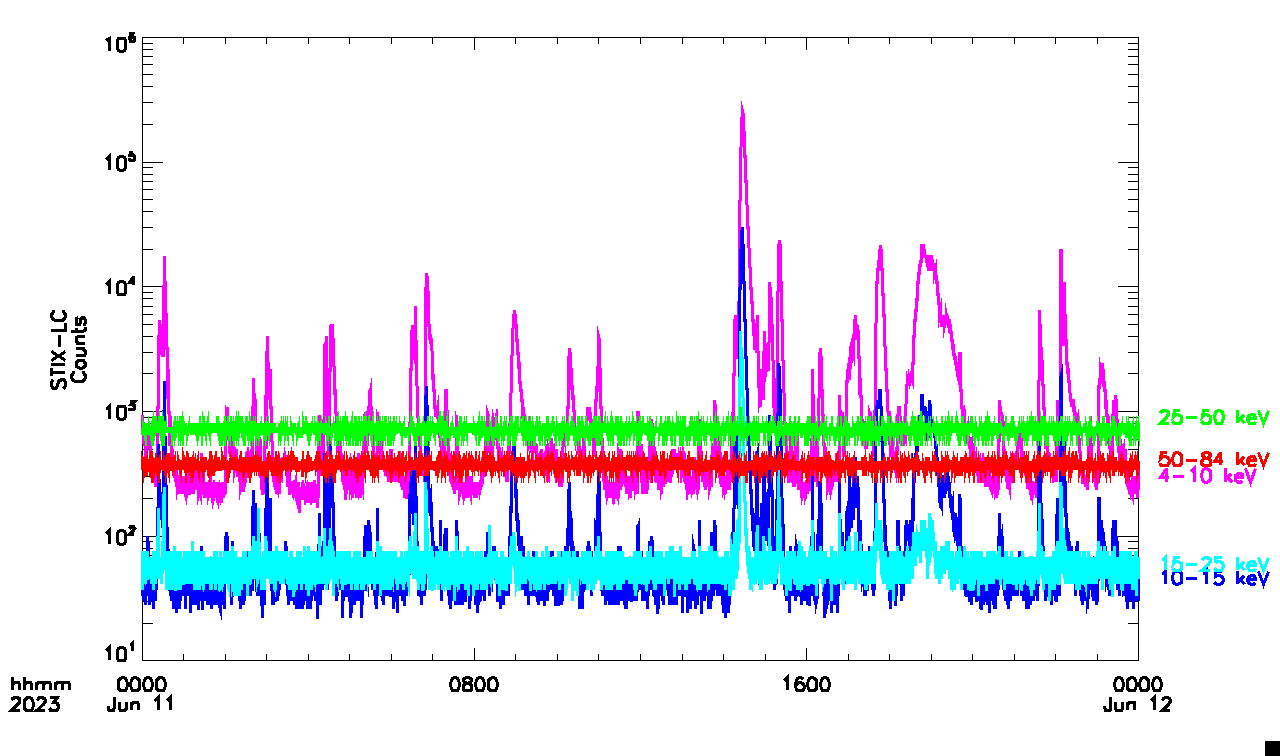 10⁶
10⁵
10⁴
10³
10²
10¹
STIX-LC
Counts
25-50 keV
50-84 keV
4-10 keV
15-25 keV
10-15 keV
hhmm 0000 0800 1600 0000
2023 Jun 11 Jun 12